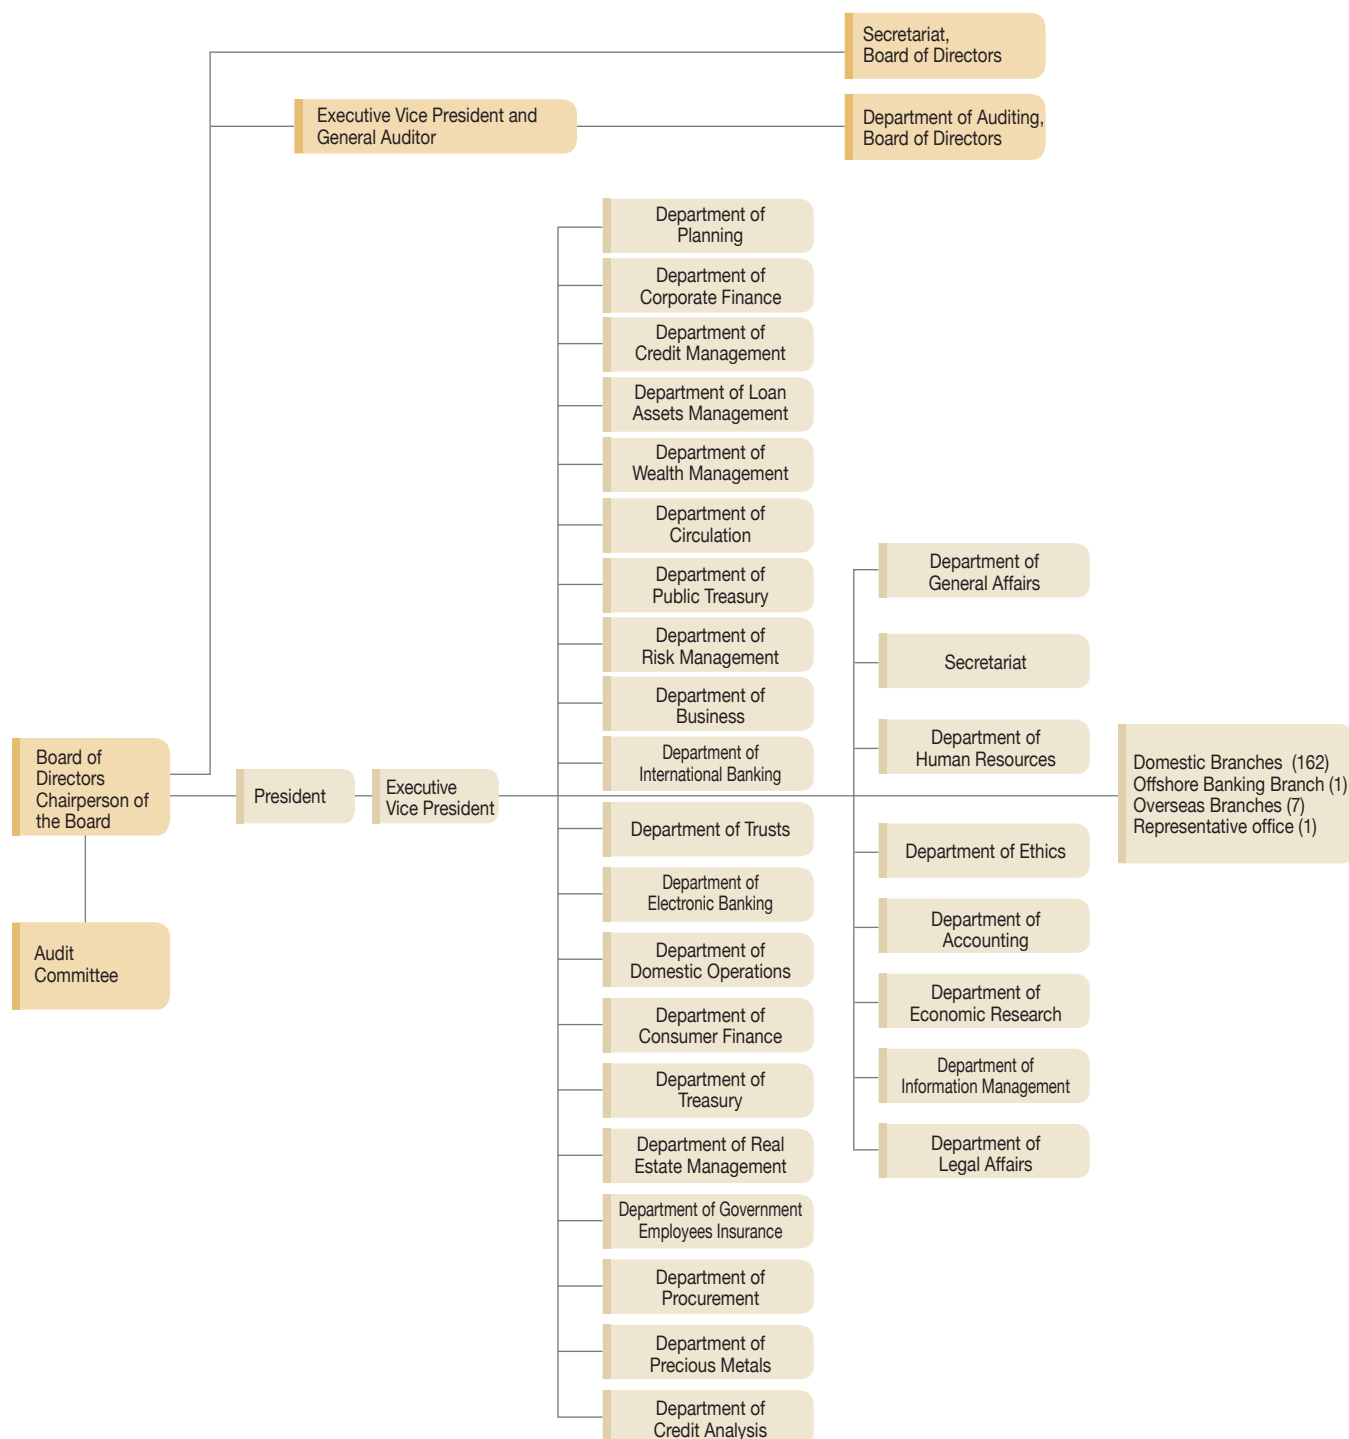 Secretariat,
Board of Directors
Executive Vice President and
General Auditor
Department of Auditing,
Board of Directors
Department of
Planning
Department of
Corporate Finance
Department of
Credit Management
Department of Loan
Assets Management
Department of
Wealth Management
Department of
Circulation
Department of
Public Treasury
Department of
Risk Management
Department of
Business
Department of
International Banking
Department of Trusts
Department of
Electronic Banking
Department of
Domestic Operations
Department of
Consumer Finance
Department of
Treasury
Department of Real
Estate Management
Department of Government
Employees Insurance
Department of
Procurement
Department of
Precious Metals
Department of
Credit Analysis
Department of
General Affairs
Secretariat
Department of
Human Resources
Department of Ethics
Department of
Accounting
Department of
Economic Research
Department of
Information Management
Department of
Legal Affairs
Board of
Directors
Chairperson of
the Board
President
Executive
Vice President
Domestic Branches (162)
Offshore Banking Branch (1)
Overseas Branches (7)
Representative office (1)
Audit
Committee